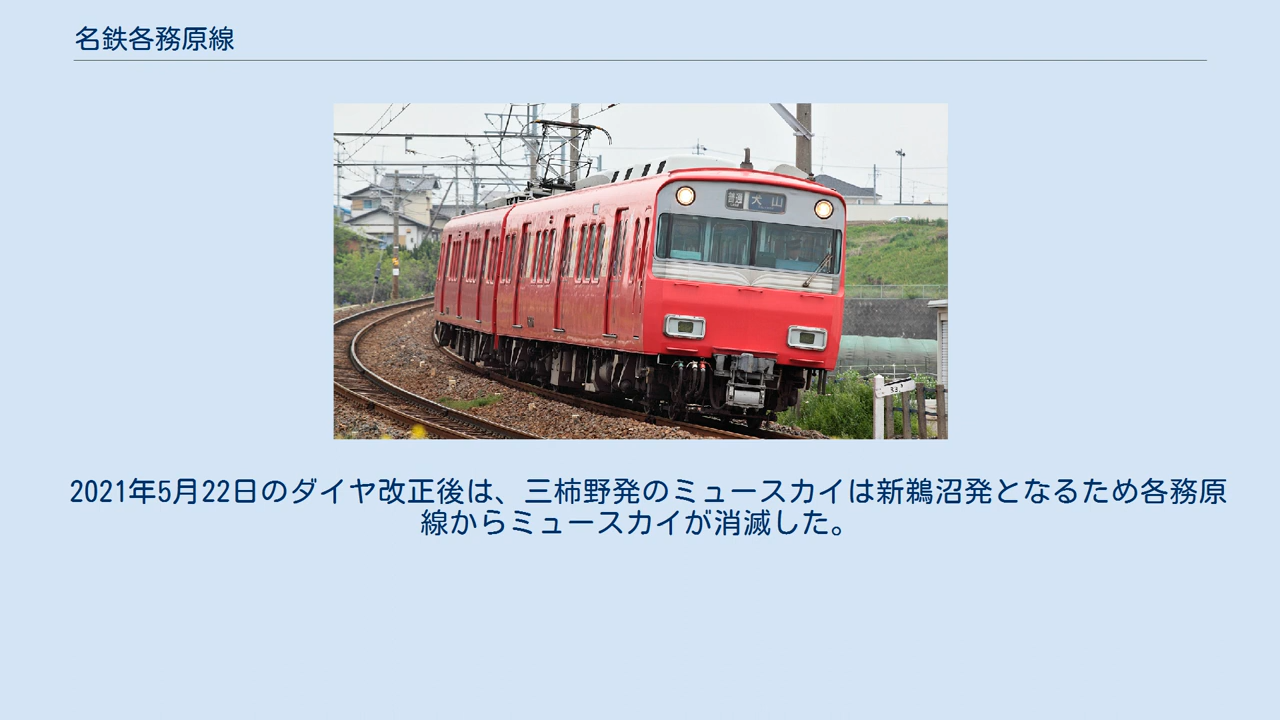 名鉄各務原線
普通 犬山
2021年5月22日のダイヤ改正後は、三柿野発のミュースカイは新鵜沼発となるため各務原
線からミュースカイが消滅した。